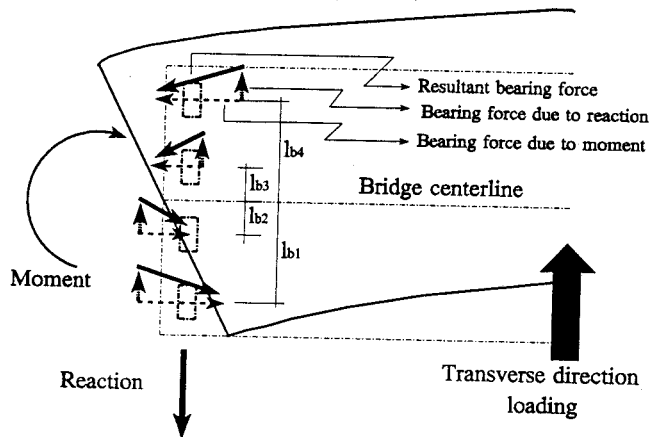 Resultant bearing force
Bearing force due to reaction
Bearing force due to moment
lb4
lb3
Bridge centerline
lb2
lb1
Moment
Reaction
Transverse direction
loading